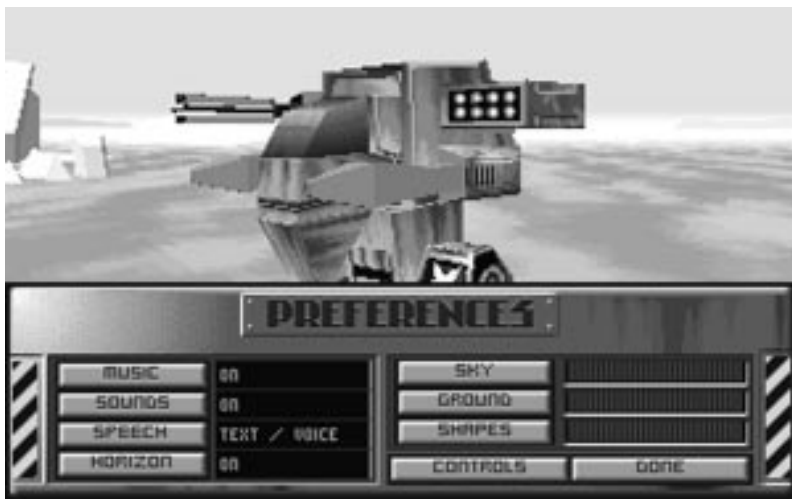 PREFERENCES
MUSIC ON
SOUNDS ON
SPEECH TEXT / VOICE
HORIZON ON
SKY
GROUND
SHAPES
CONTROLS DONE